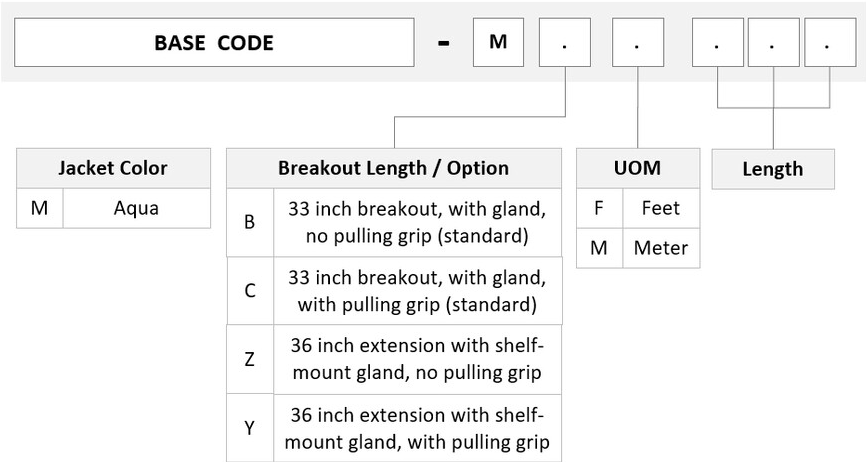 BASE CODE - M . . . . .
Jacket Color
M Aqua
Breakout Length / Option
B 33 inch breakout, with gland,
no pulling grip (standard)
C 33 inch breakout, with gland,
with pulling grip (standard)
Z 36 inch extension with shelf-
mount gland, no pulling grip
Y 36 inch extension with shelf-
mount gland, with pulling grip
UOM
F Feet
M Meter
Length